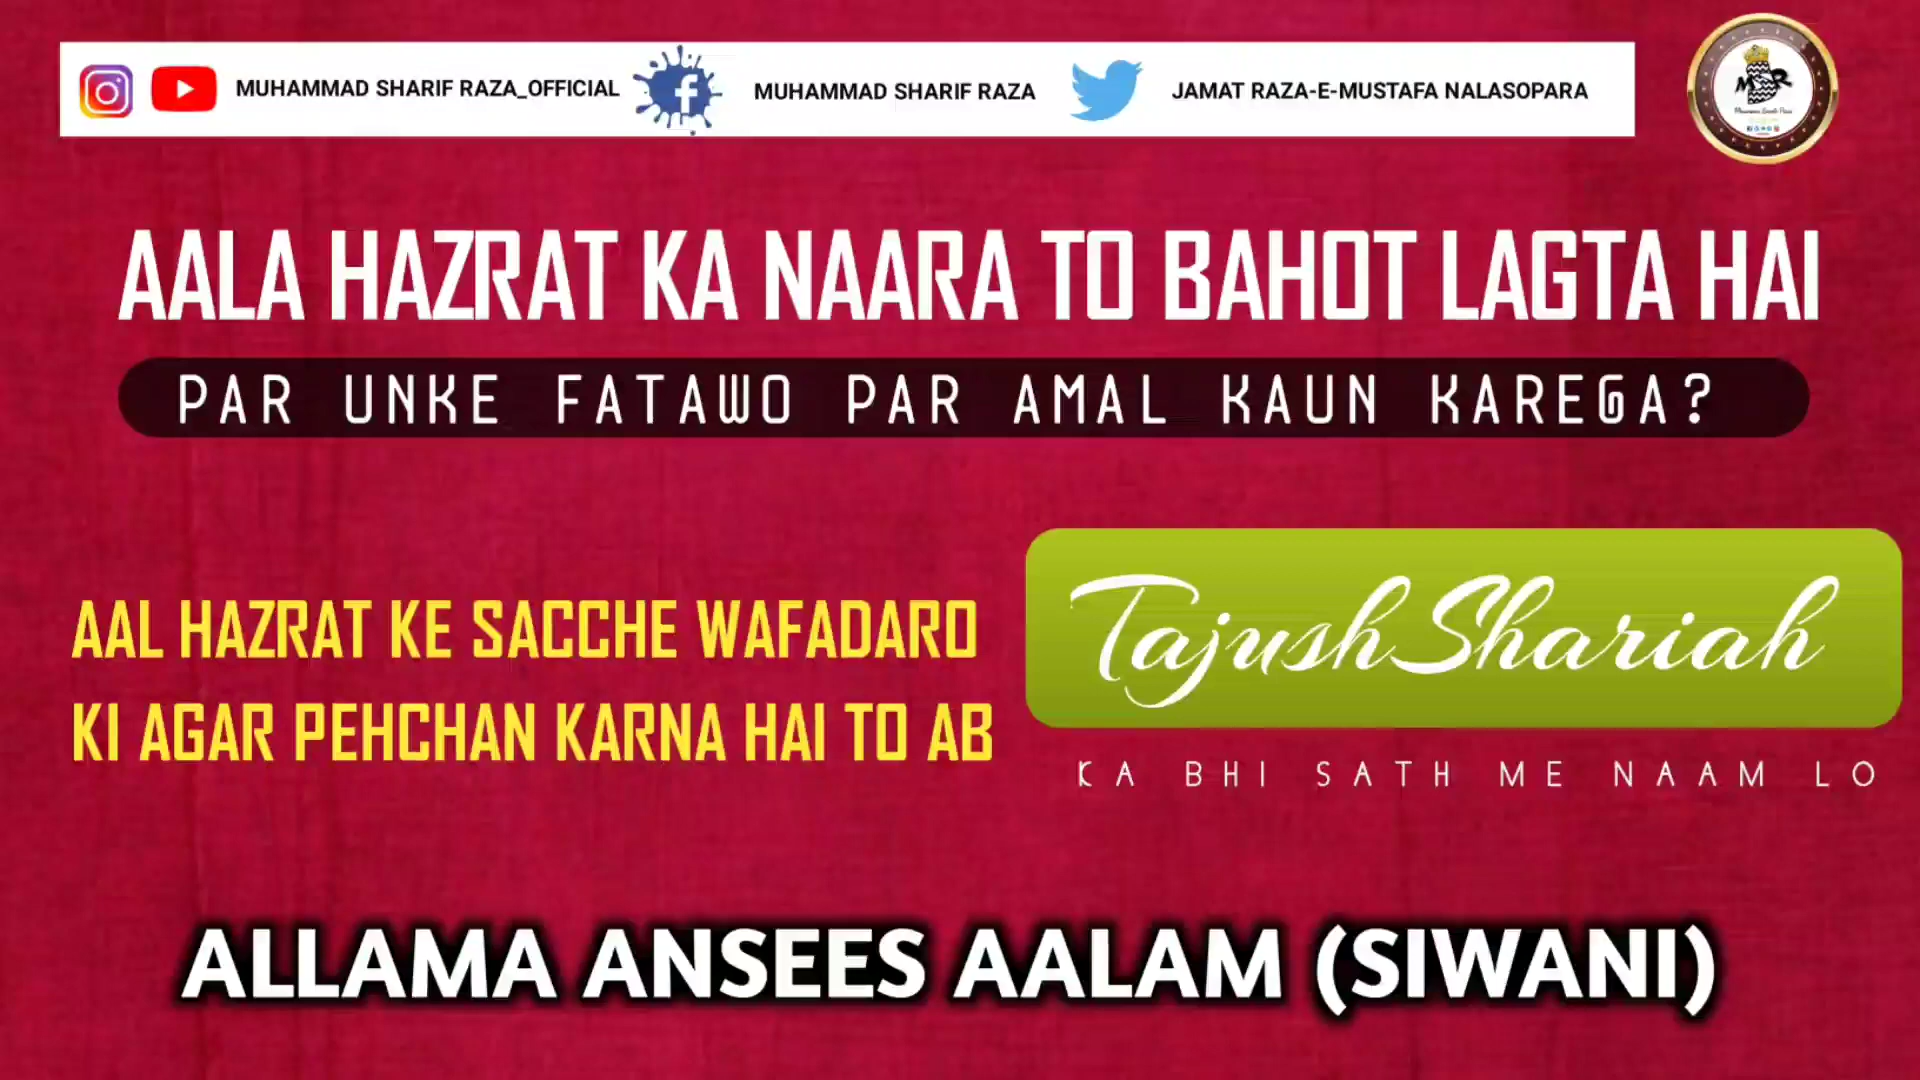 MUHAMMAD SHARIF RAZA_OFFICIAL MUHAMMAD SHARIF RAZA JAMAT RAZA-E-MUSTAFA NALASOPARA
AALA HAZRAT KA NAARA TO BAHOT LAGTA HAI
PAR UNKE FATAWO PAR AMAL KAUN KAREGA?
AAL HAZRAT KE SACCHE WAFADARO
KI AGAR PEHCHAN KARNA HAI TO AB
TajushShariah
KA BHI SATH ME NAAM LO
ALLAMA ANSEES AALAM (SIWANI)